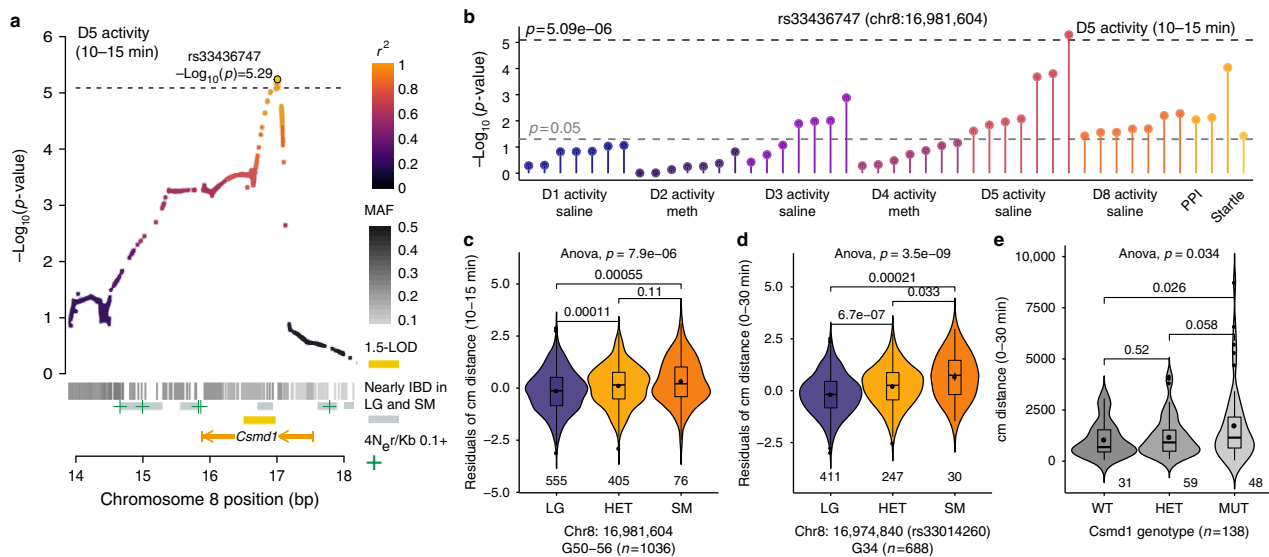 a
D5 activity
(10–15 min)
rs33436747
–Log10(p)=5.29
–Log10(p-value)
6
5
4
3
2
1
0
r²
1
0.8
0.6
0.4
0.2
0
MAF
0.5
0.4
0.3
0.2
0.1
1.5-LOD
Nearly IBD in
LG and SM
4Ner/Kb 0.1+
Csmd1
14 15 16 17 18
Chromosome 8 position (bp)
b
rs33436747 (chr8:16,981,604)
p=5.09e–06
D5 activity (10–15 min)
p=0.05
–Log10 (p-value)
5
4
3
2
1
0
D1 activity
saline
D2 activity
meth
D3 activity
saline
D4 activity
meth
D5 activity
saline
D8 activity
saline
PPI
Startle
c
Anova, p = 7.9e–06
0.00055
0.11
0.00011
Residuals of cm distance (10–15 min)
5.0
2.5
0.0
−2.5
−5.0
555 405 76
LG HET SM
Chr8: 16,981,604
G50–56 (n=1036)
d
Anova, p = 3.5e–09
0.00021
0.033
6.7e–07
Residuals of cm distance (0–30 min)
5.0
2.5
0.0
−2.5
411 247 30
LG HET SM
Chr8: 16,974,840 (rs33014260)
G34 (n=688)
e
Anova, p = 0.034
0.026
0.058
0.52
cm distance (0–30 min)
10,000
7500
5000
2500
0
31 59 48
WT HET MUT
Csmd1 genotype (n=138)